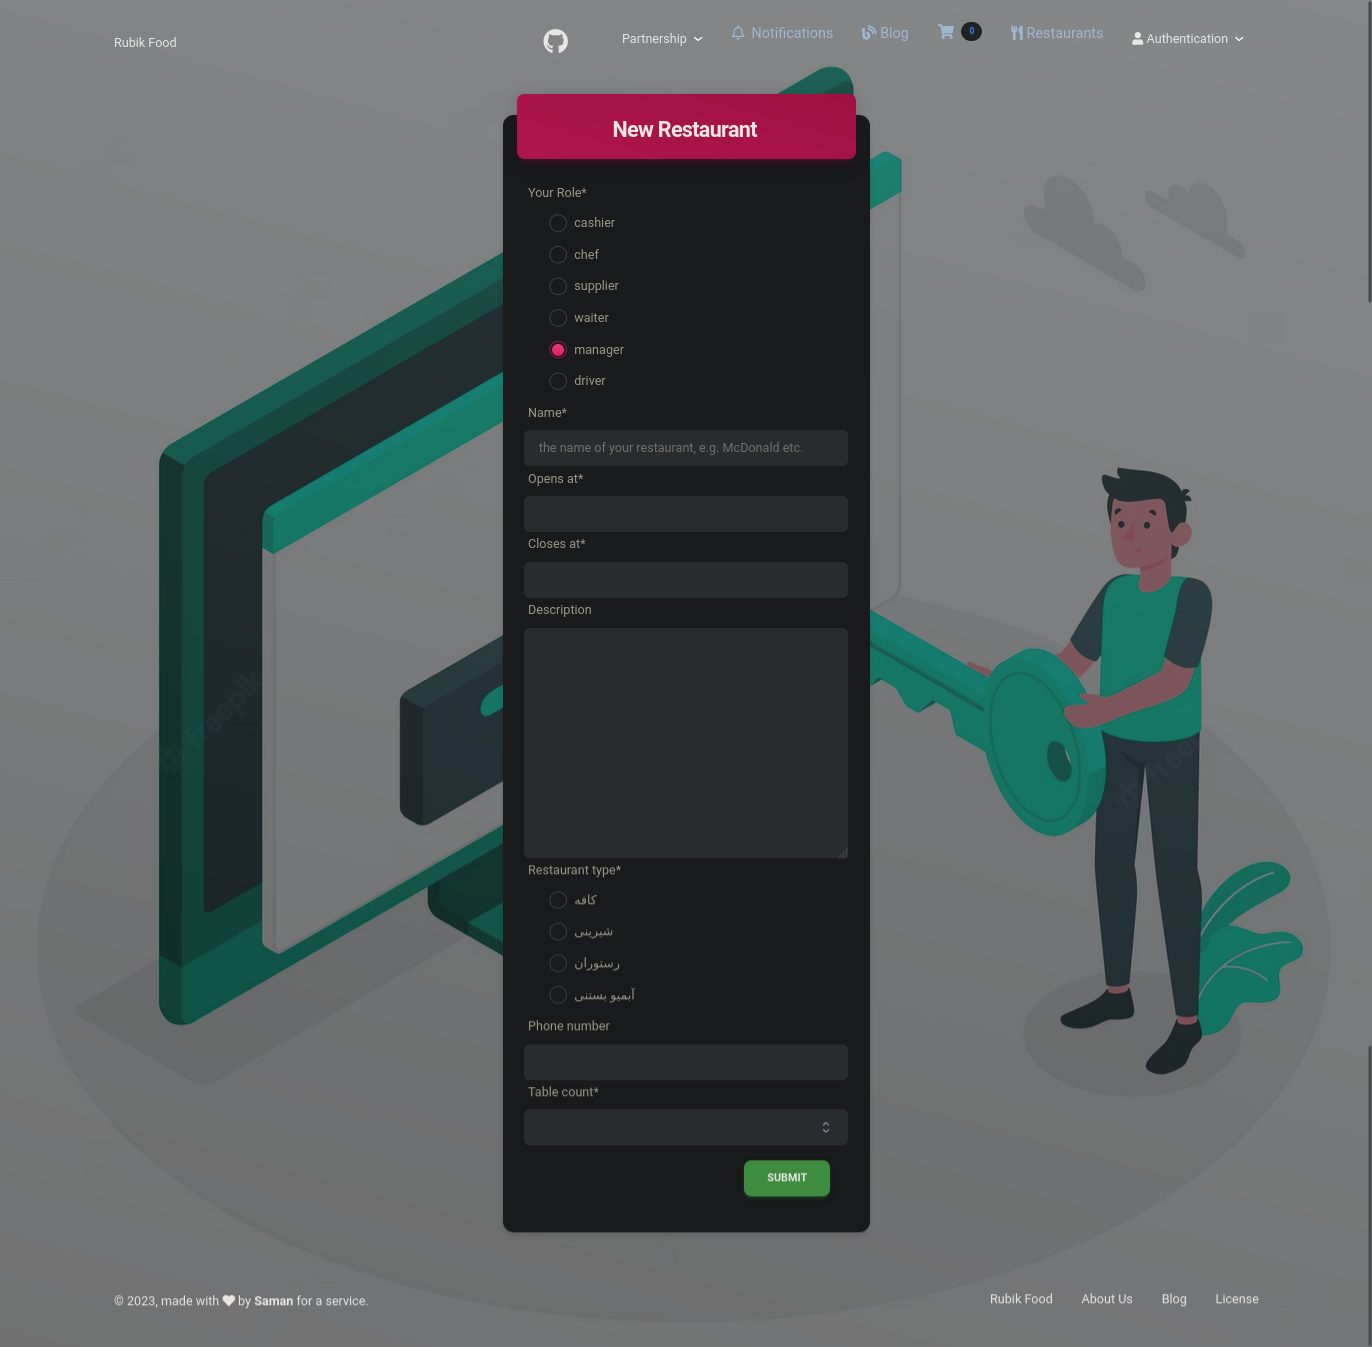 Rubik Food
Partnership
Notifications
Blog
0
Restaurants
Authentication
New Restaurant
Your Role*
cashier
chef
supplier
waiter
manager
driver
Name*
the name of your restaurant, e.g. McDonald etc.
Opens at*
Closes at*
Description
Restaurant type*
کافه
شیرینی
رستوران
آبمیو بستنی
Phone number
Table count*
SUBMIT
freepik
© 2023, made with by Saman for a service.
Rubik Food
About Us
Blog
License